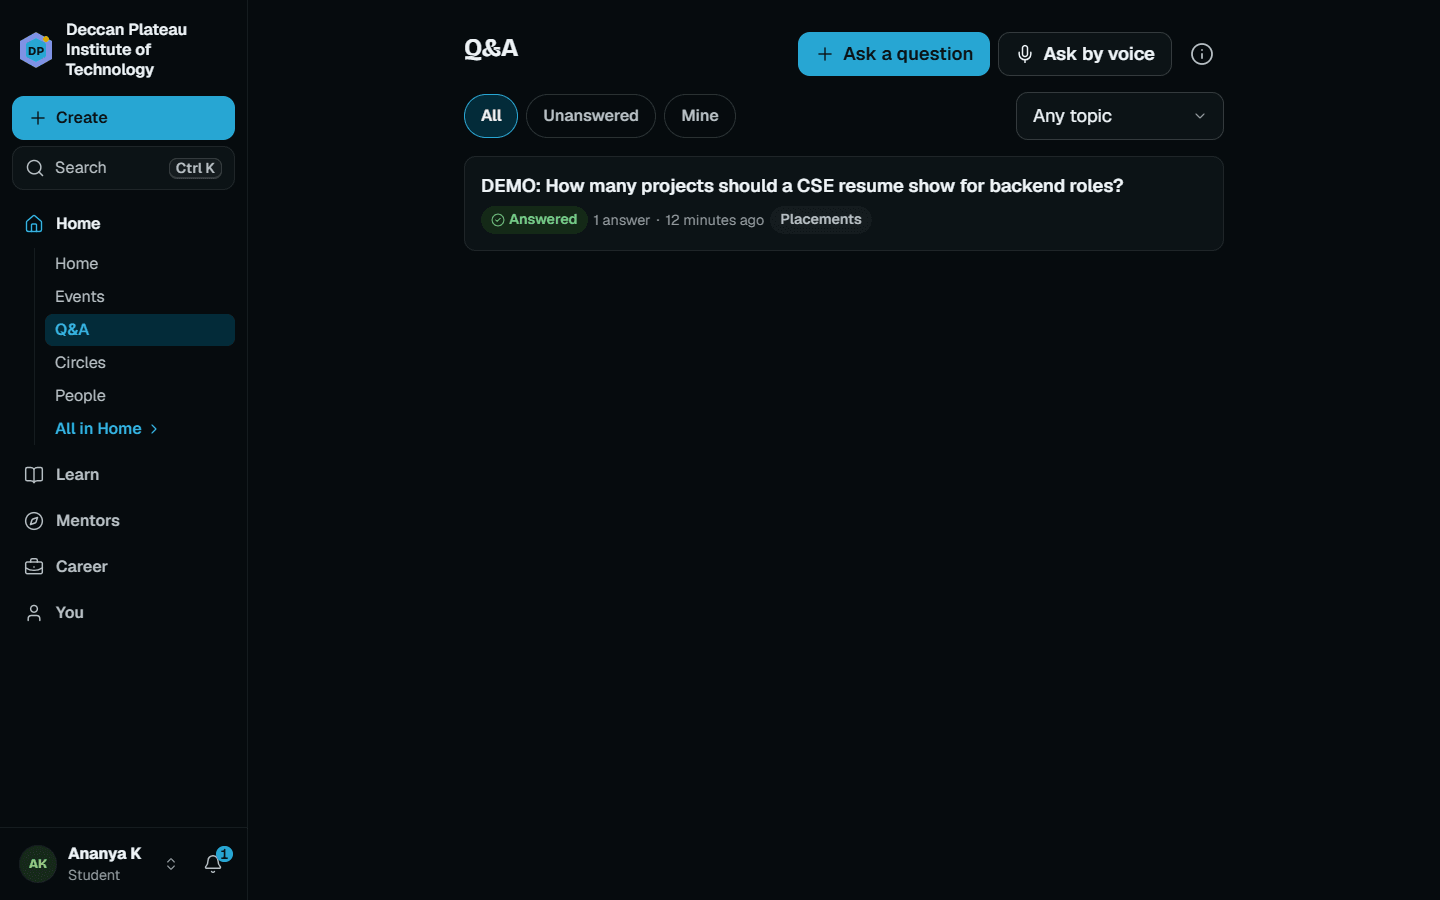 DP
Deccan Plateau
Institute of
Technology
Create
Search Ctrl K
Home
Home
Events
Q&A
Circles
People
All in Home
Learn
Mentors
Career
You
AK
Ananya K
Student
1
Q&A
Ask a question
Ask by voice
All
Unanswered
Mine
Any topic
DEMO: How many projects should a CSE resume show for backend roles?
Answered 1 answer · 12 minutes ago Placements